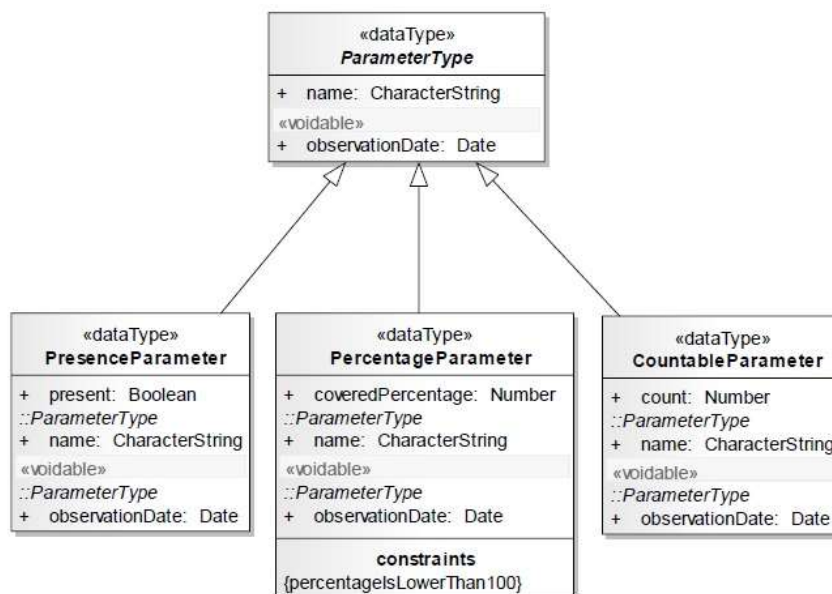 «dataType»
ParameterType
+ name: CharacterString
«voidable»
+ observationDate: Date
«dataType»
PresenceParameter
+ present: Boolean
::ParameterType
+ name: CharacterString
«voidable»
::ParameterType
+ observationDate: Date
«dataType»
PercentageParameter
+ coveredPercentage: Number
::ParameterType
+ name: CharacterString
«voidable»
::ParameterType
+ observationDate: Date
constraints
{percentageIsLowerThan100}
«dataType»
CountableParameter
+ count: Number
::ParameterType
+ name: CharacterString
«voidable»
::ParameterType
+ observationDate: Date